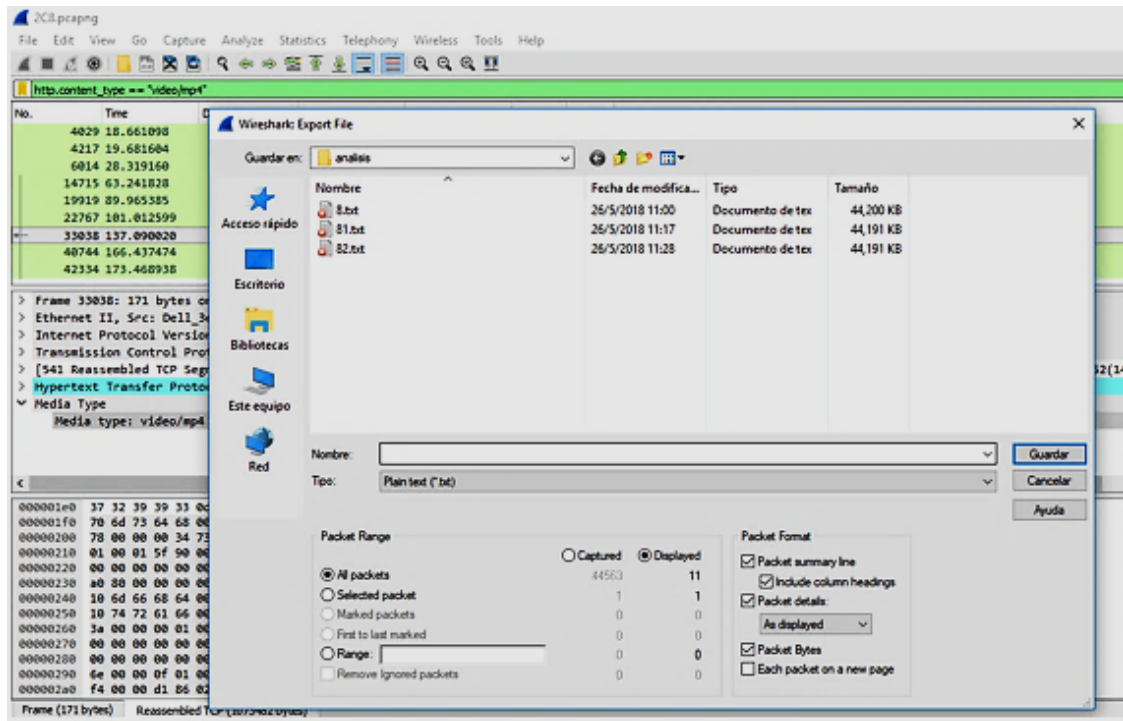 2C8.pcapng
File Edit View Go Capture Analyze Statistics Telephony Wireless Tools Help
http.content_type == "video/mp4"
No. Time
4029 18.661098
4217 19.681604
6014 28.319160
14715 63.241828
19919 89.965385
22767 101.012599
33038 137.090020
40744 166.437474
42334 173.468938
> Frame 33038: 171 bytes
> Ethernet II, Src: Dell_3
> Internet Protocol Versio
> Transmission Control Prot
> [541 Reassembled TCP Seg
> Hypertext Transfer Proto
Media Type
Media type: video/mp4
000001e0 37 32 39 39 33
000001f0 70 6d 73 64 68
00000200 78 00 00 00 34 73
00000210 01 00 01 5f 90 00
00000220 00 00 00 00 00
00000230 a0 80 00 00 00
00000240 10 6d 66 68 64
00000250 10 74 72 61 66
00000260 3a 00 00 00 01 00
00000270 00 00 00 00 00
00000280 00 00 00 00 00
00000290 6e 00 00 0f 01 00
000002a0 f4 00 00 d1 86 02
Frame (171 bytes) Reassembled
Wireshark: Export File
Guardar en: analisis
Acceso rápido
Escritorio
Bibliotecas
Este equipo
Red
Nombre Fecha de modifica... Tipo Tamaño
8.txt 26/5/2018 11:00 Documento de tex 44,200 KB
81.txt 26/5/2018 11:17 Documento de tex 44,191 KB
82.txt 26/5/2018 11:28 Documento de tex 44,191 KB
Nombre: Guardar
Tipo: Plain text (*.txt) Cancelar
Ayuda
Packet Range
Captured Displayed
All packets 44563 11
Selected packet 1 1
Marked packets 0 0
First to last marked 0 0
Range: 0 0
Remove Ignored packets 0 0
Packet Format
Packet summary line
Include column headings
Packet details:
As displayed
Packet Bytes
Each packet on a new page